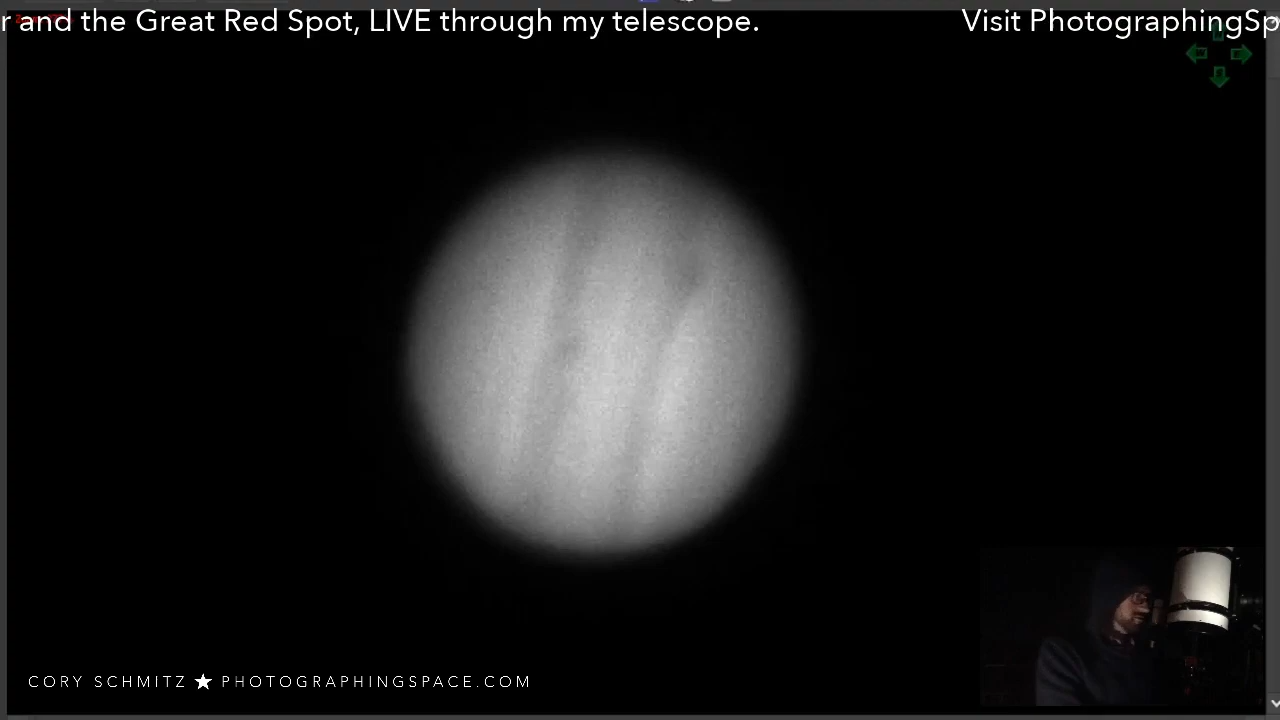 r and the Great Red Spot, LIVE through my telescope. Visit PhotographingSp
CORY SCHMITZ ★ PHOTOGRAPHINGSPACE.COM